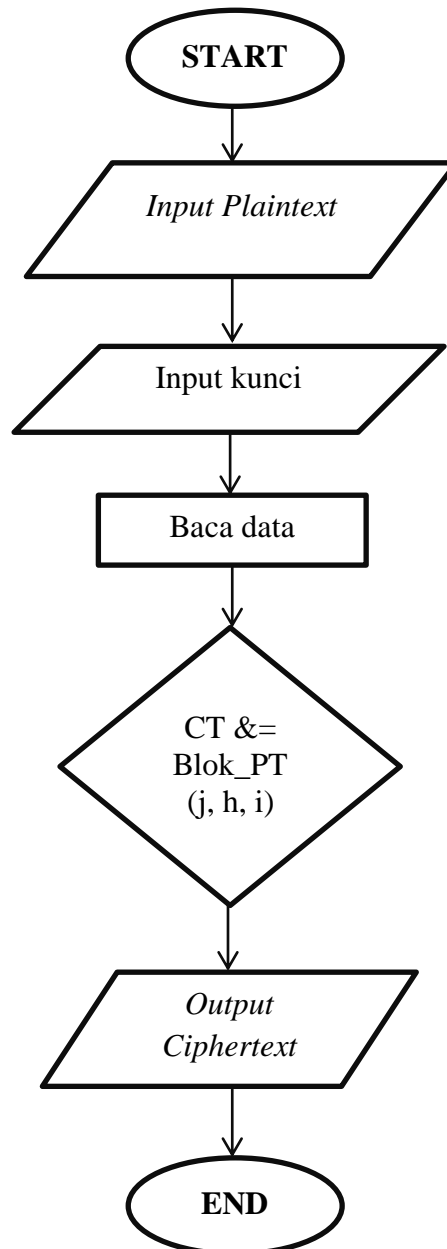 START
Input Plaintext
Input kunci
Baca data
CT &=
Blok_PT
(j, h, i)
Output
Ciphertext
END